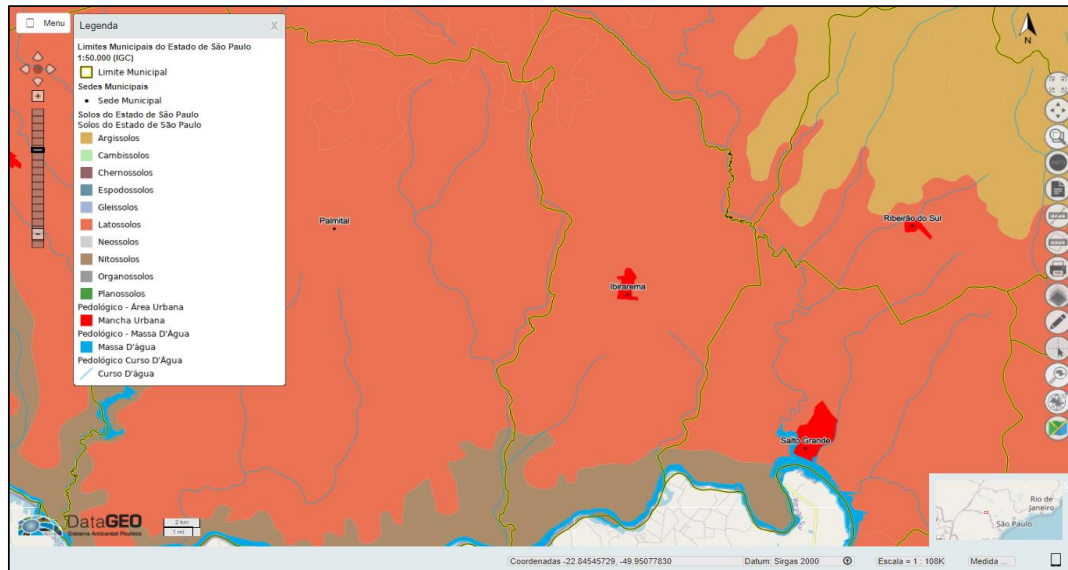 Menu
Legenda
X
Limites Municipais do Estado de São Paulo
1:50.000 (IGC)
Limite Municipal
Sedes Municipais
Sede Municipal
Solos do Estado de São Paulo
Solos do Estado de São Paulo
Argissolos
Cambissolos
Chernossolos
Espodossolos
Gleissolos
Latossolos
Neossolos
Nitossolos
Organossolos
Planossolos
Pedológico - Área Urbana
Mancha Urbana
Pedológico - Massa D'Água
Massa D'água
Pedológico Curso D'Água
Curso D'água
N
Palmital
Ibirarema
Ribeirão do Sul
Salto Grande
INFO
DataGEO
Sistema Ambiental Paulista
2 km
1 mi
Rio de
Janeiro
São Paulo
Coordenadas -22.84545729, -49.95077830
Datum: Sirgas 2000
Escala = 1 : 108K
Medida ...